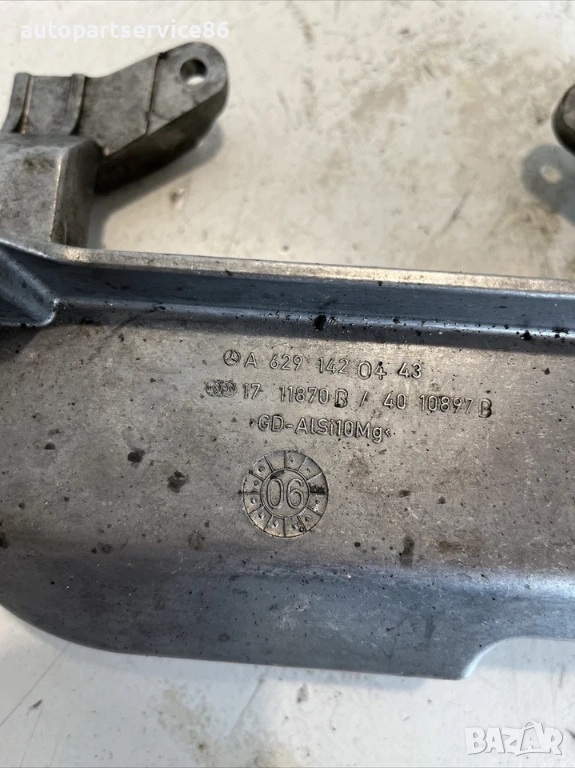 autopartservice86
A 629 142 04 43
17 11870 B / 40 10897 B
>GD-AlSi10Mg<
06
BAZAR